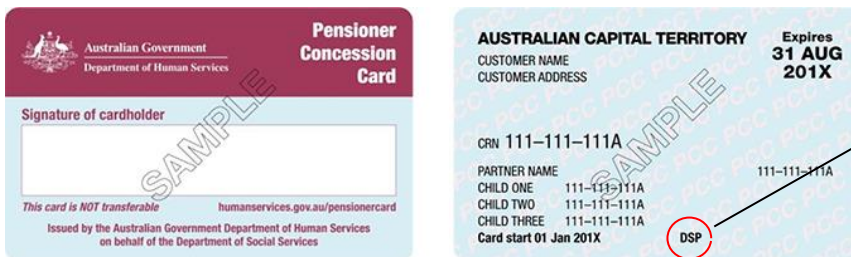 Australian Government
Department of Human Services
Pensioner
Concession
Card
Signature of cardholder
SAMPLE
This card is NOT transferable
humanservices.gov.au/pensionercard
Issued by the Australian Government Department of Human Services
on behalf of the Department of Social Services
AUSTRALIAN CAPITAL TERRITORY
Expires
31 AUG
201X
CUSTOMER NAME
CUSTOMER ADDRESS
CRN 111–111–111A
SAMPLE
PARTNER NAME 111–111–111A
CHILD ONE 111–111–111A
CHILD TWO 111–111–111A
CHILD THREE 111–111–111A
Card start 01 Jan 201X DSP